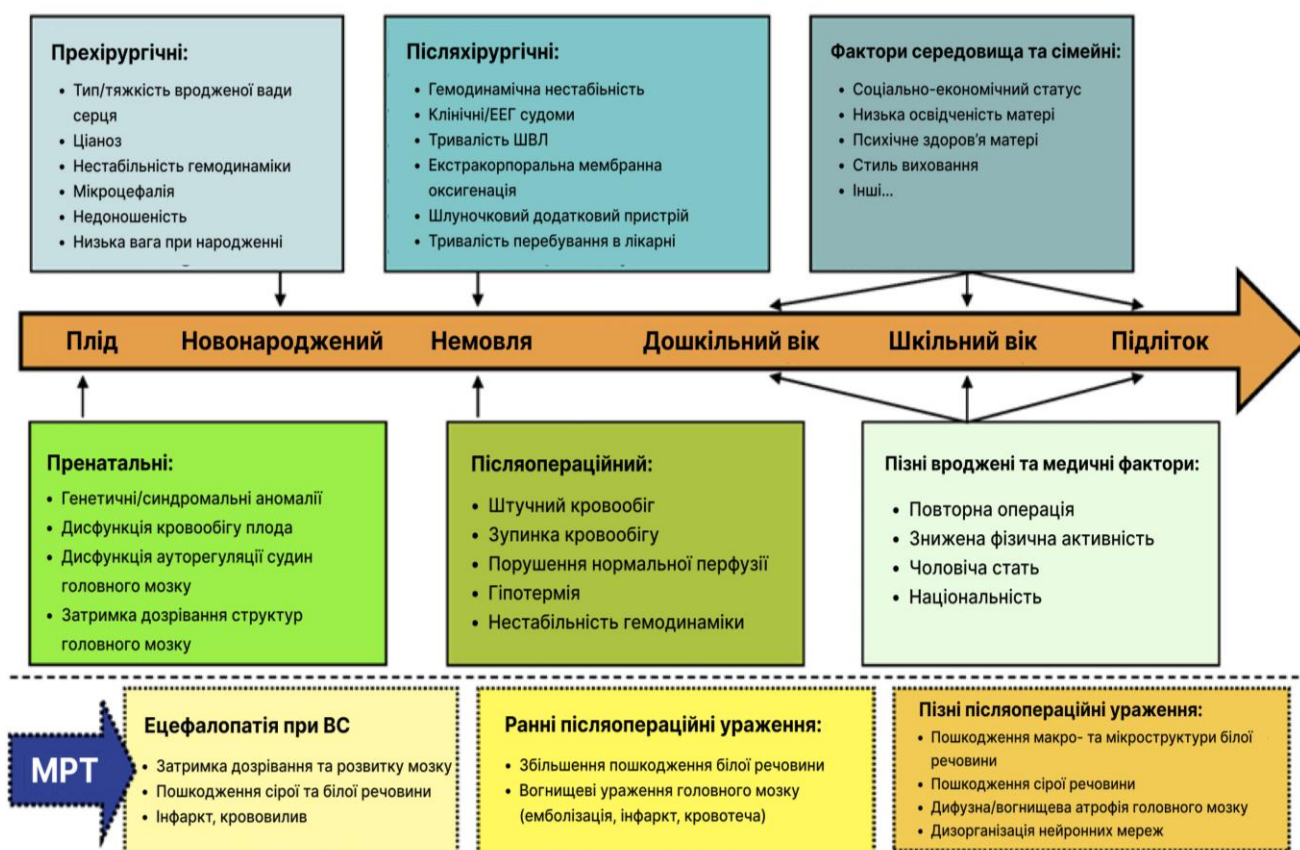 Прехірургічні:
• Тип/тяжкість вродженої вади
серця
• Ціаноз
• Нестабільність гемодинаміки
• Мікроцефалія
• Недоношеність
• Низька вага при народженні
Післяхірургічні:
• Гемодинамічна нестабіьність
• Клінічні/ЕЕГ судоми
• Тривалість ШВЛ
• Екстракорпоральна мембранна
оксигенація
• Шлуночковий додатковий пристрій
• Тривалість перебування в лікарні
Фактори середовища та сімейні:
• Соціально-економічний статус
• Низька освідченість матері
• Психічне здоров'я матері
• Стиль виховання
• Інші...
Плід Новонароджений Немовля Дошкільний вік Шкільний вік Підліток
Пренатальні:
• Генетичні/синдромальні аномалії
• Дисфункція кровообігу плода
• Дисфункція ауторегуляції судин
головного мозку
• Затримка дозрівання структур
головного мозку
Післяопераційний:
• Штучний кровообіг
• Зупинка кровообігу
• Порушення нормальної перфузії
• Гіпотермія
• Нестабільність гемодинаміки
Пізні вроджені та медичні фактори:
• Повторна операція
• Знижена фізична активність
• Чоловіча стать
• Національність
МРТ
Ецефалопатія при ВС
• Затримка дозрівання та розвитку мозку
• Пошкодження сірої та білої речовини
• Інфаркт, крововилив
Ранні післяопераційні ураження:
• Збільшення пошкодження білої речовини
• Вогнищеві ураження головного мозку
(емболізація, інфаркт, кровотеча)
Пізні післяопераційні ураження:
• Пошкодження макро- та мікроструктури білої
речовини
• Пошкодження сірої речовини
• Дифузна/вогнищева атрофія головного мозку
• Дизорганізація нейронних мереж